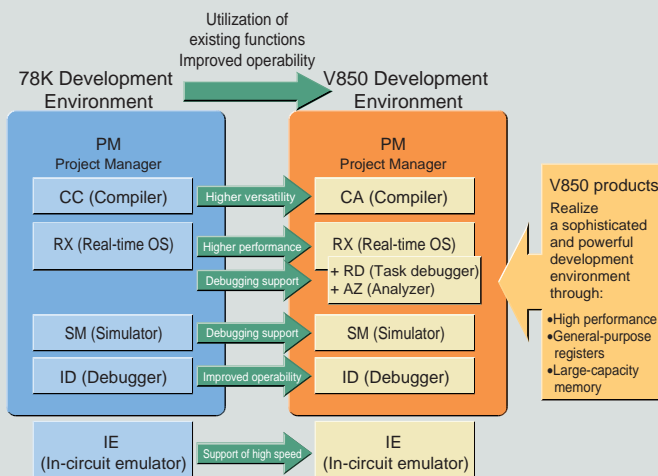 Utilization of
existing functions
Improved operability
78K Development
Environment
V850 Development
Environment
PM
Project Manager
PM
Project Manager
CC (Compiler)
Higher versatility
CA (Compiler)
RX (Real-time OS)
Higher performance
RX (Real-time OS)
Debugging support
+ RD (Task debugger)
+ AZ (Analyzer)
SM (Simulator)
Debugging support
SM (Simulator)
ID (Debugger)
Improved operability
ID (Debugger)
IE
(In-circuit emulator)
Support of high speed
IE
(In-circuit emulator)
V850 products
Realize
a sophisticated
and powerful
development
environment
through:
•High performance
•General-purpose
registers
•Large-capacity
memory